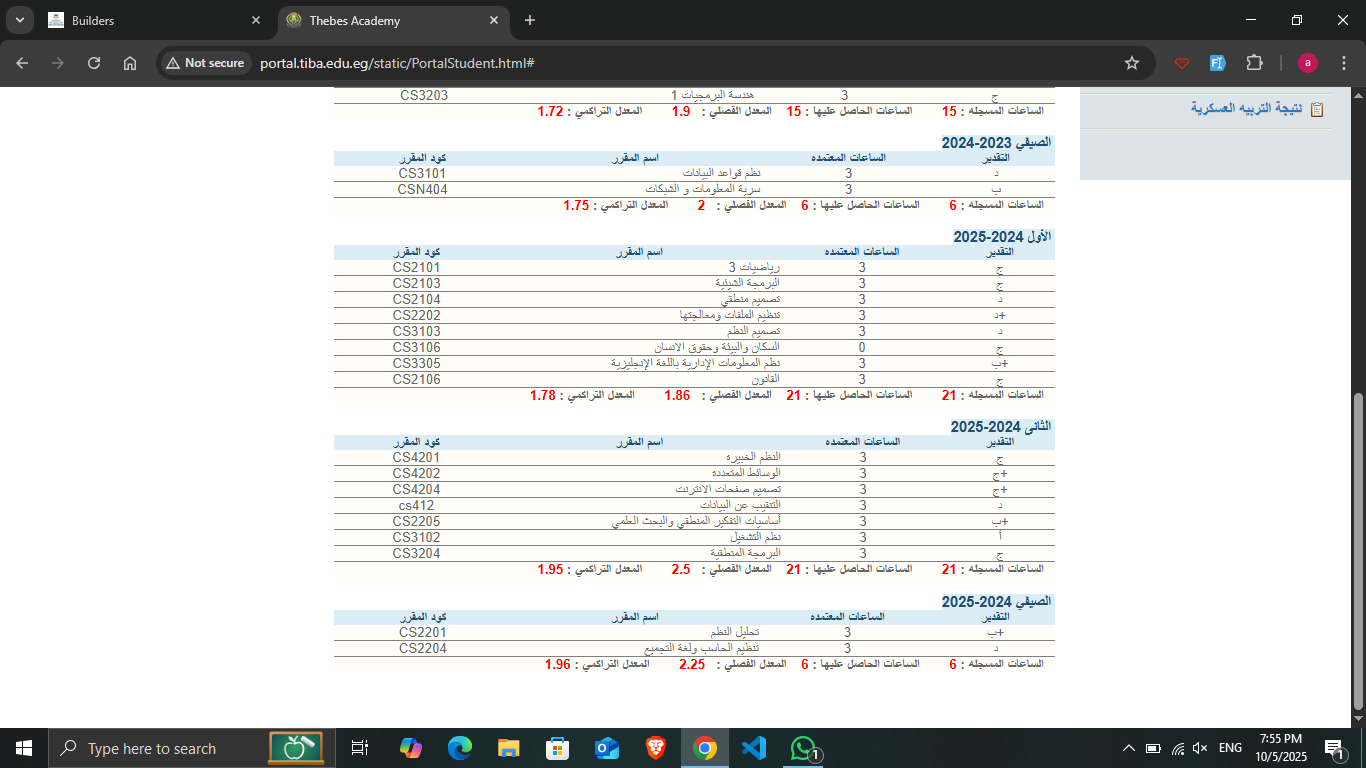 Builders
Thebes Academy
Not secure portal.tiba.edu.eg/static/PortalStudent.html#
a
نتيجة التربيه العسكرية
ج 3 هندسة البرمجيات 1 CS3203
الساعات المسجله : 15 الساعات الحاصل عليها : 15 المعدل الفصلي : 1.9 المعدل التراكمي : 1.72
الصيفي 2023-2024
التقدير الساعات المعتمده اسم المقرر كود المقرر
د 3 نظم قواعد البيانات CS3101
ب 3 سرية المعلومات و الشبكات CSN404
الساعات المسجله : 6 الساعات الحاصل عليها : 6 المعدل الفصلي : 2 المعدل التراكمي : 1.75
الأول 2024-2025
التقدير الساعات المعتمده اسم المقرر كود المقرر
ج 3 رياضيات 3 CS2101
ج 3 البرمجة الشيئية CS2103
د 3 تصميم منطقي CS2104
د+ 3 تنظيم الملفات ومعالجتها CS2202
د 3 تصميم النظم CS3103
ج 0 السكان والبيئة وحقوق الانسان CS3106
ب+ 3 نظم المعلومات الإدارية باللغة الإنجليزية CS3305
ج 3 القانون CS2106
الساعات المسجله : 21 الساعات الحاصل عليها : 21 المعدل الفصلي : 1.86 المعدل التراكمي : 1.78
الثانى 2024-2025
التقدير الساعات المعتمده اسم المقرر كود المقرر
ج 3 النظم الخبيرة CS4201
ج+ 3 الوسائط المتعددة CS4202
ج+ 3 تصميم صفحات الانترنت CS4204
د 3 التنقيب عن البيانات cs412
ب+ 3 أساسيات التفكير المنطقي والبحث العلمي CS2205
أ 3 نظم التشغيل CS3102
ج 3 البرمجة المنطقية CS3204
الساعات المسجله : 21 الساعات الحاصل عليها : 21 المعدل الفصلي : 2.5 المعدل التراكمي : 1.95
الصيفي 2024-2025
التقدير الساعات المعتمده اسم المقرر كود المقرر
ب+ 3 تحليل النظم CS2201
د 3 تنظيم الحاسب ولغة التجميع CS2204
الساعات المسجله : 6 الساعات الحاصل عليها : 6 المعدل الفصلي : 2.25 المعدل التراكمي : 1.96
Type here to search
1
ENG
7:55 PM
10/5/2025
1